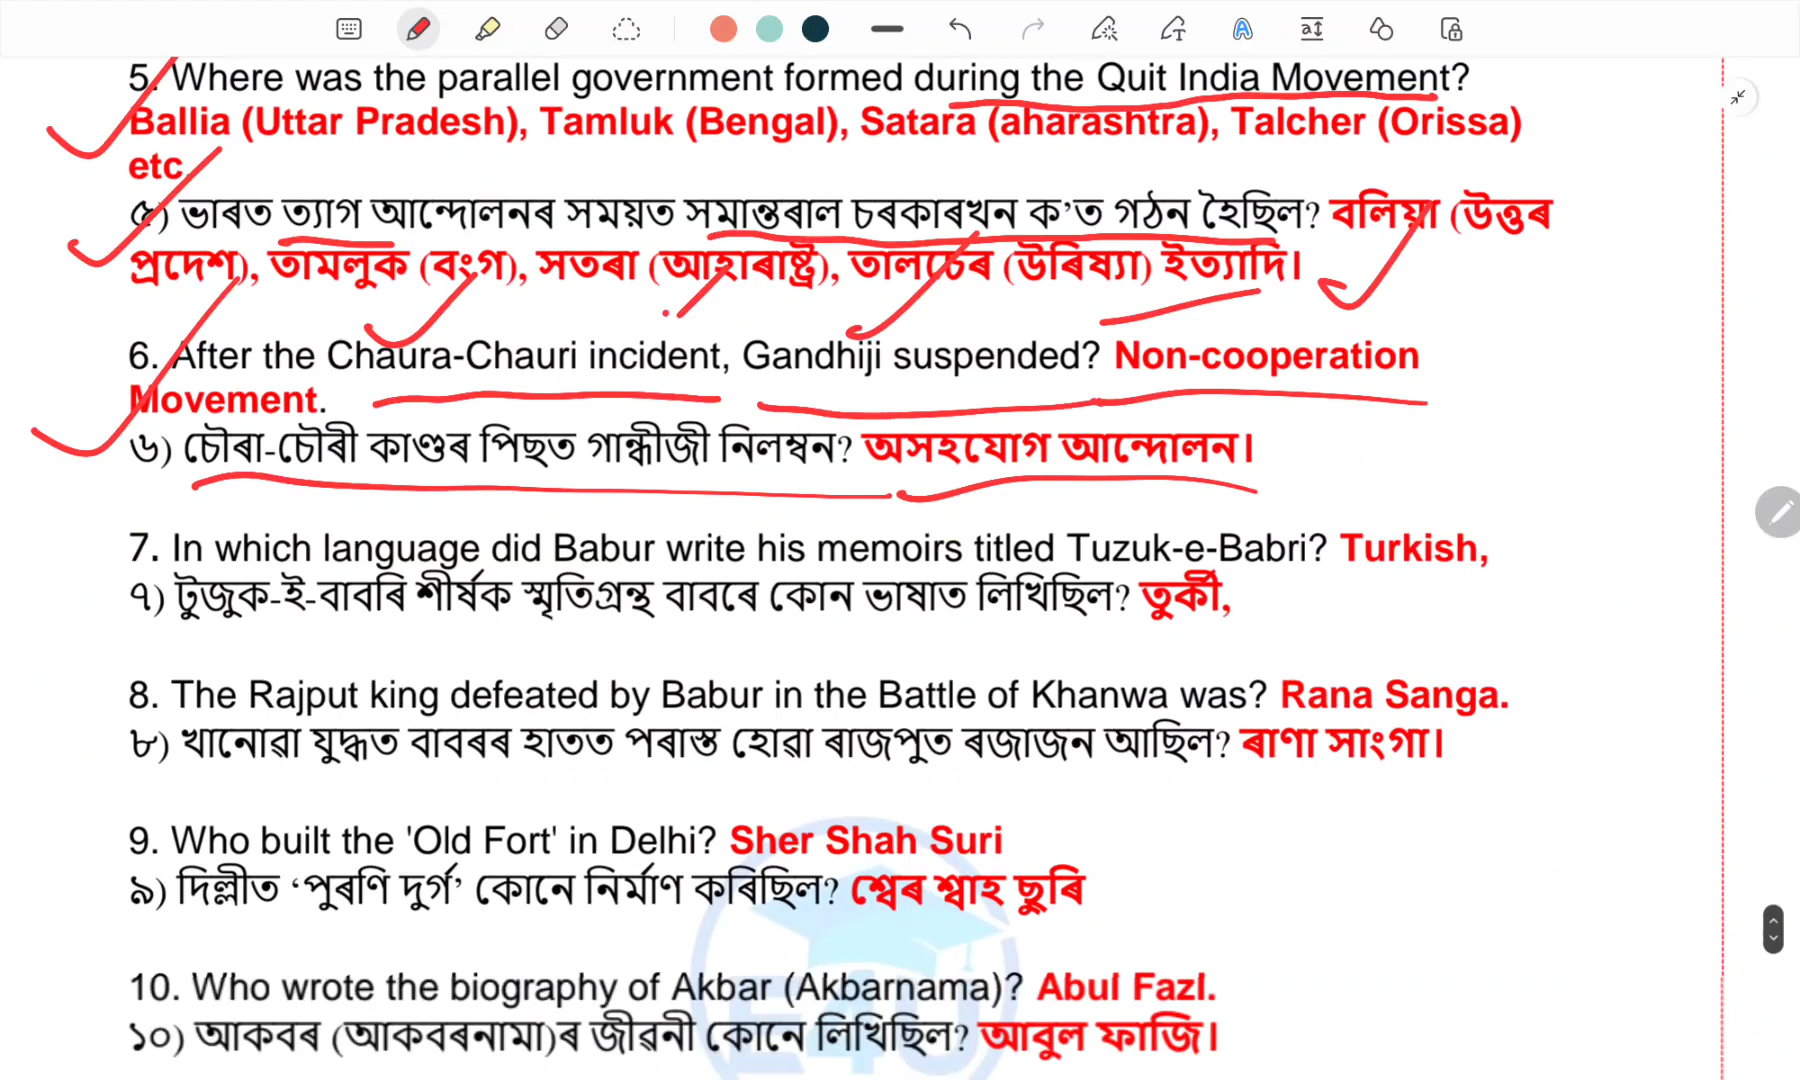 5. Where was the parallel government formed during the Quit India Movement?
Ballia (Uttar Pradesh), Tamluk (Bengal), Satara (aharashtra), Talcher (Orissa)
etc.
৫) ভাৰত ত্যাগ আন্দোলনৰ সময়ত সমান্তৰাল চৰকাৰখন ক’ত গঠন হৈছিল? বলিয়া (উত্তৰ
প্ৰদেশ), তামলুক (বংগ), সতৰা (আহাৰাষ্ট্ৰ), তালচেৰ (উৰিষ্যা) ইত্যাদি।
6. After the Chaura-Chauri incident, Gandhiji suspended? Non-cooperation
Movement.
৬) চৌৰা-চৌৰী কাণ্ডৰ পিছত গান্ধীজী নিলম্বন? অসহযোগ আন্দোলন।
7. In which language did Babur write his memoirs titled Tuzuk-e-Babri? Turkish,
৭) টুজুক-ই-বাবৰি শীৰ্ষক স্মৃতিগ্ৰন্থ বাবৰে কোন ভাষাত লিখিছিল? তুৰ্কী,
8. The Rajput king defeated by Babur in the Battle of Khanwa was? Rana Sanga.
৮) খানোৱা যুদ্ধত বাবৰৰ হাতত পৰাস্ত হোৱা ৰাজপুত ৰজাজন আছিল? ৰাণা সাংগা।
9. Who built the 'Old Fort' in Delhi? Sher Shah Suri
৯) দিল্লীত ‘পুৰণি দুৰ্গ’ কোনে নিৰ্মাণ কৰিছিল? শ্বেৰ শ্বাহ ছুৰি
10. Who wrote the biography of Akbar (Akbarnama)? Abul Fazl.
১০) আকবৰ (আকবৰনামা)ৰ জীৱনী কোনে লিখিছিল? আবুল ফাজি।
E4U